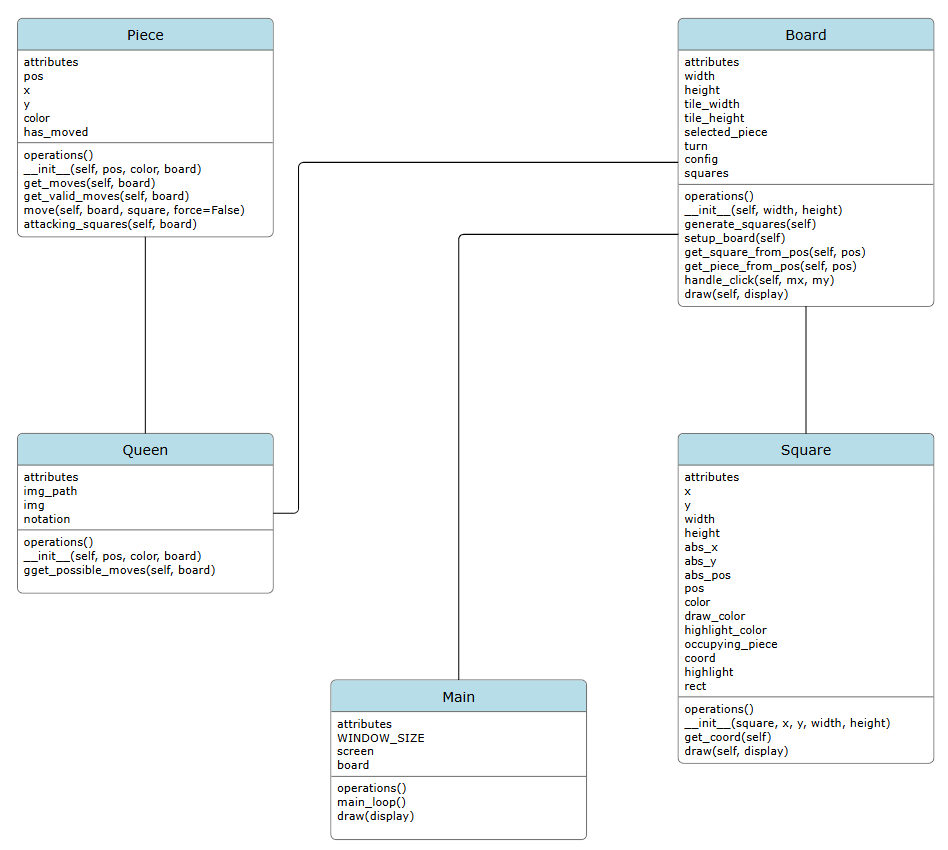 Piece
attributes
pos
x
y
color
has_moved
operations()
__init__(self, pos, color, board)
get_moves(self, board)
get_valid_moves(self, board)
move(self, board, square, force=False)
attacking_squares(self, board)
Board
attributes
width
height
tile_width
tile_height
selected_piece
turn
config
squares
operations()
__init__(self, width, height)
generate_squares(self)
setup_board(self)
get_square_from_pos(self, pos)
get_piece_from_pos(self, pos)
handle_click(self, mx, my)
draw(self, display)
Queen
attributes
img_path
img
notation
operations()
__init__(self, pos, color, board)
gget_possible_moves(self, board)
Square
attributes
x
y
width
height
abs_x
abs_y
abs_pos
pos
color
draw_color
highlight_color
occupying_piece
coord
highlight
rect
operations()
__init__(square, x, y, width, height)
get_coord(self)
draw(self, display)
Main
attributes
WINDOW_SIZE
screen
board
operations()
main_loop()
draw(display)